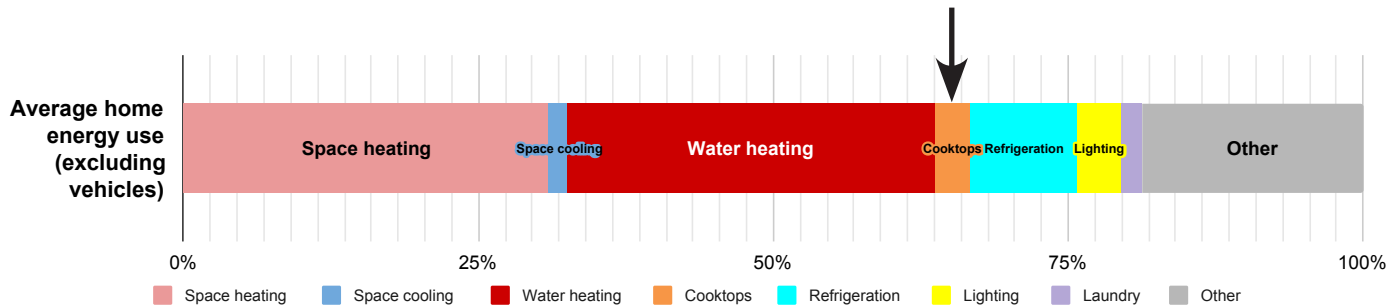 Average home
energy use
(excluding
vehicles)
Space heating
Space cooling
Water heating
Cooktops
Refrigeration
Lighting
Other
0%
25%
50%
75%
100%
Space heating
Space cooling
Water heating
Cooktops
Refrigeration
Lighting
Laundry
Other